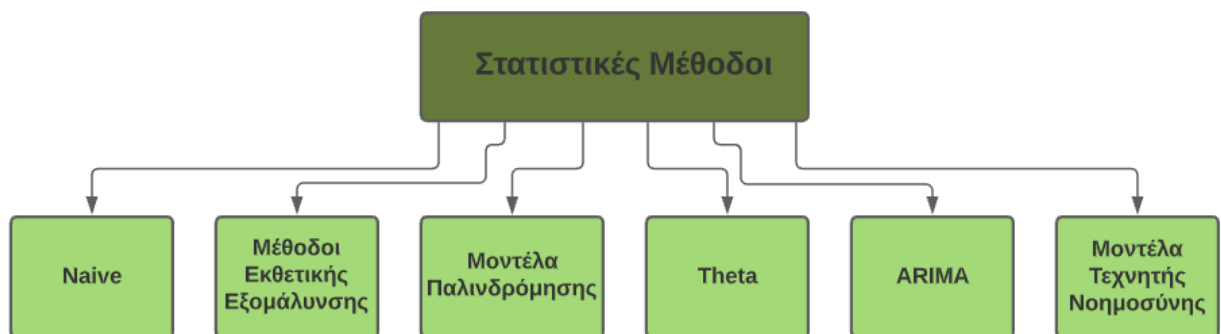 Στατιστικές Μέθοδοι
Naive
Μέθοδοι
Εκθετικής
Εξομάλυνσης
Μοντέλα
Παλινδρόμησης
Theta
ARIMA
Μοντέλα
Τεχνητής
Νοημοσύνης